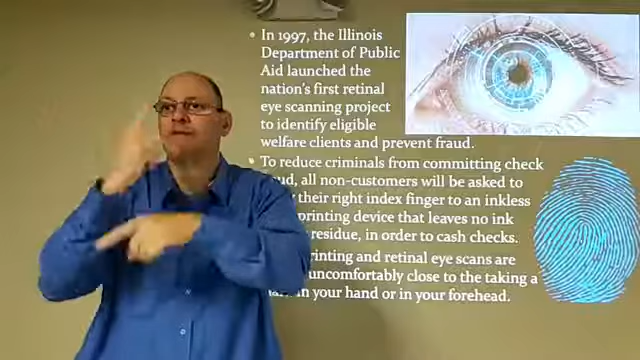 • In 1997, the Illinois
Department of Public
Aid launched the
nation's first retinal
eye scanning project
to identify eligible
welfare clients and prevent fraud.
• To reduce criminals from committing check
all non-customers will be asked to
their right index finger to an inkless
printing device that leaves no ink
residue, in order to cash checks.
and retinal eye scans are
uncomfortably close to the taking a
in your hand or in your forehead.